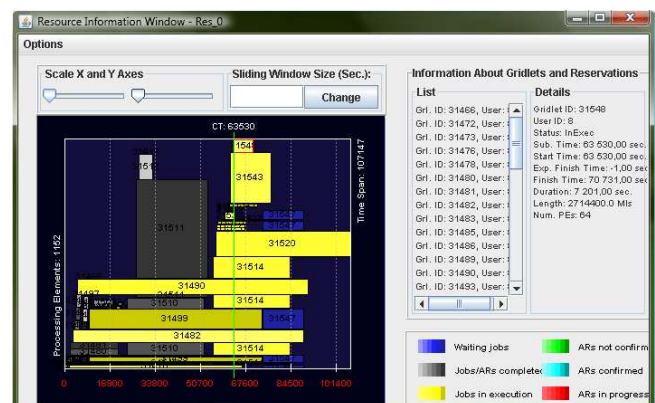 Resource Information Window - Res_0
Options
Scale X and Y Axes
Sliding Window Size (Sec.):
Change
CT: 63530
Processing Elements: 1152
Time Span: 107147
31543
31511
31520
31514
31490
31510
31514
31499
31547
31482
31510
31514
0 16900 33800 50700 67600 84500 101400
Information About Gridlets and Reservations
List
Grl. ID: 31466, User:
Grl. ID: 31472, User:
Grl. ID: 31473, User:
Grl. ID: 31476, User:
Grl. ID: 31478, User:
Grl. ID: 31480, User:
Grl. ID: 31481, User:
Grl. ID: 31482, User:
Grl. ID: 31483, User:
Grl. ID: 31485, User:
Grl. ID: 31486, User:
Grl. ID: 31489, User:
Grl. ID: 31490, User:
Grl. ID: 31493, User:
Details
Gridlet ID: 31548
User ID: 8
Status: InExec
Sub. Time: 63 530,00 sec.
Start Time: 63 530,00 sec.
Exp. Finish Time: -1,00 sec
Finish Time: 70 731,00 sec.
Duration: 7 201,00 sec.
Length: 2714400.0 MIs
Num. PEs: 64
Waiting jobs
ARs not confirm
Jobs/ARs completed
ARs confirmed
Jobs in execution
ARs in progress